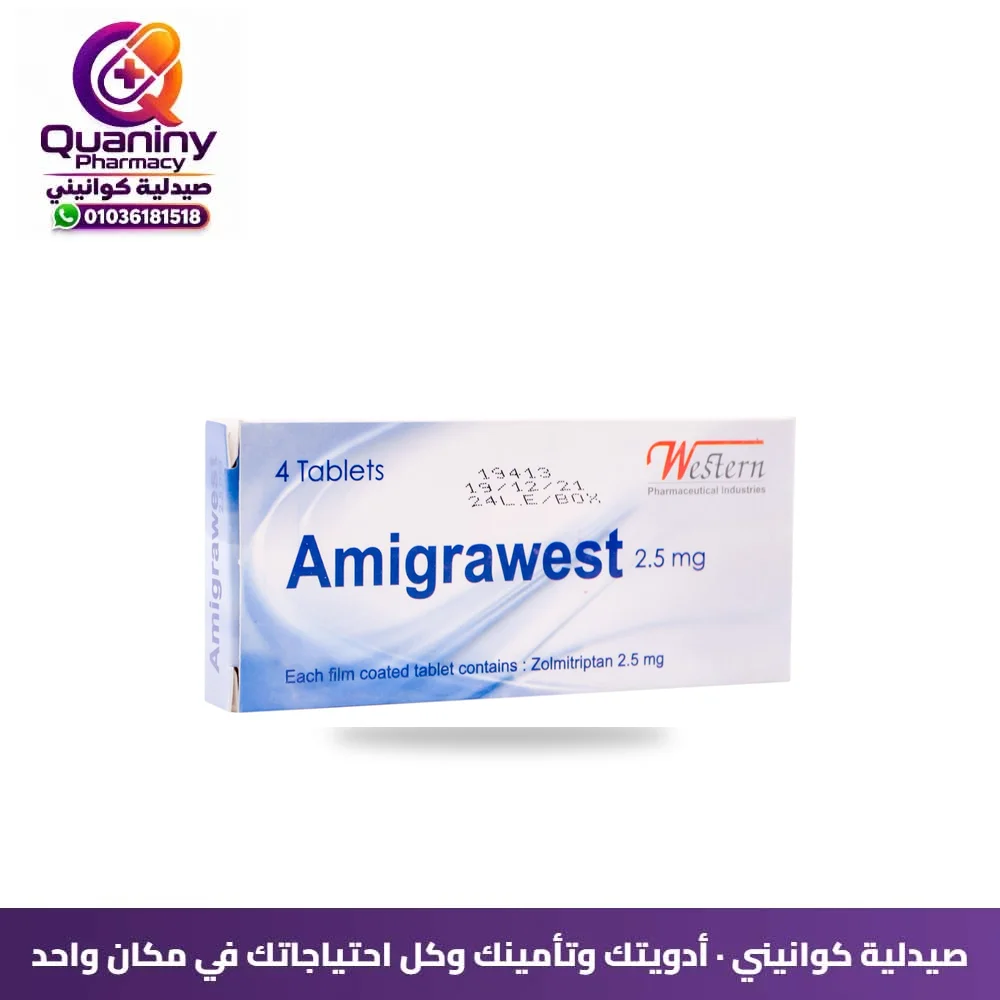 Quaniny
Pharmacy
صيدلية كوانيني
01036181518
4 Tablets
19413
19/12/21
24L.E/BOX
Western
Pharmaceutical Industries
Amigrawest 2.5 mg
Each film coated tablet contains : Zolmitriptan 2.5 mg
Amigrawest
صيدلية كوانيني · أدويتك وتأمينك وكل احتياجاتك في مكان واحد